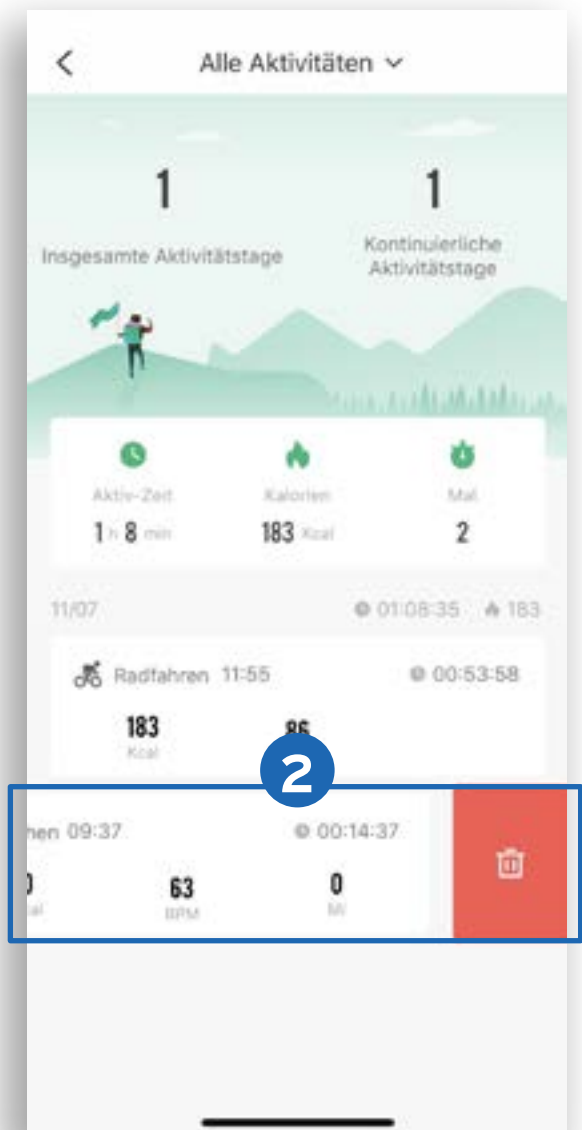 Alle Aktivitäten
1
1
Insgesamte Aktivitätstage
Kontinuierliche
Aktivitätstage
Aktiv-Zeit
Kalorien
Mal
1 h 8 min
183 Kcal
2
11/07
01:08:35
183
Radfahren 11:55
00:53:58
183
86
Kcal
2
09:37
00:14:37
63
0
BPM
Mi